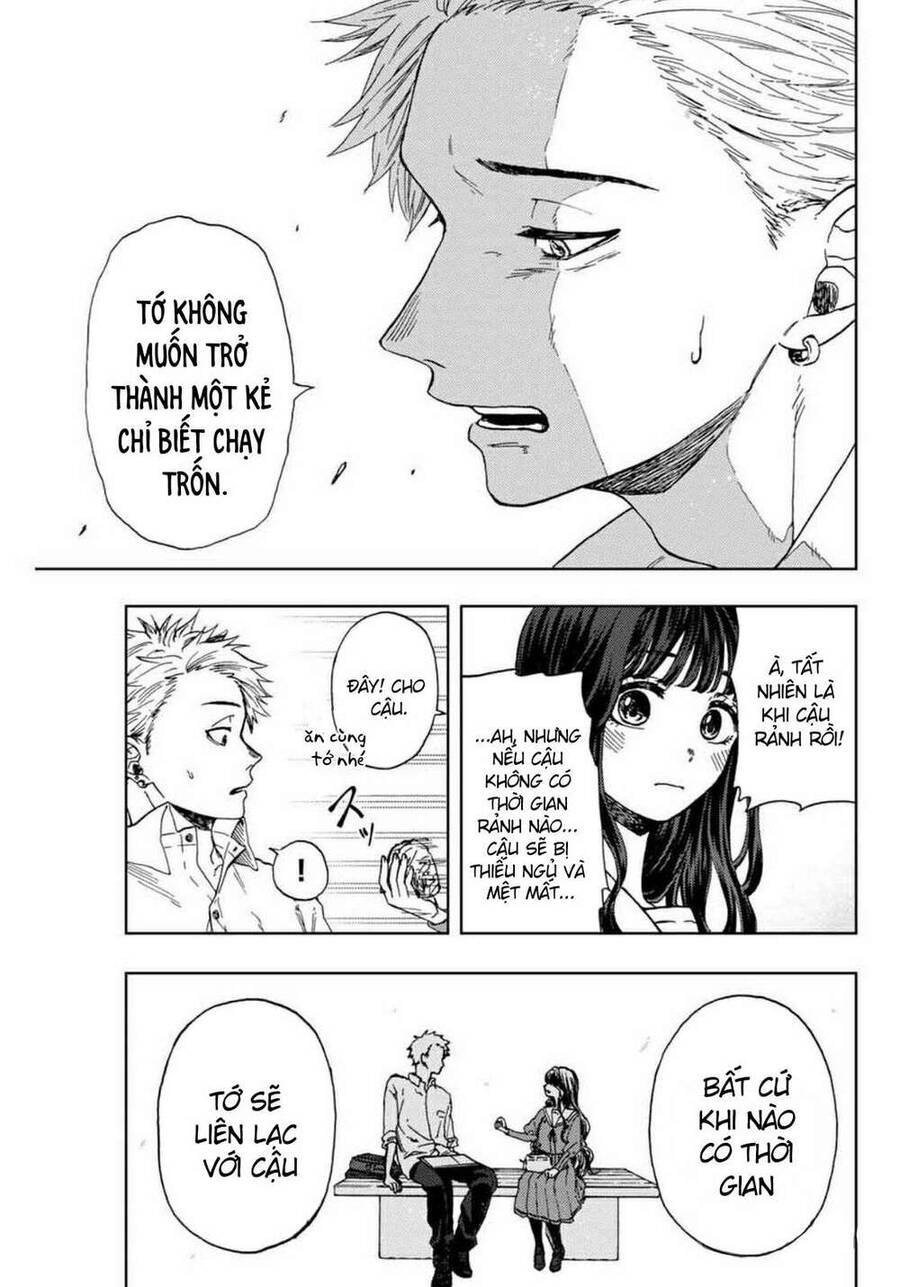 TỚ KHÔNG
MUỐN TRỞ
THÀNH MỘT KẺ
CHỈ BIẾT CHẠY
TRỐN.
À, TẤT
NHIÊN LÀ
KHI CẬU
RẢNH RỒI!
...AH, NHƯNG
NẾU CẬU
KHÔNG CÓ
THỜI GIAN
RẢNH NÀO...
CẬU SẼ BỊ
THIẾU NGỦ VÀ
MỆT MẤT...
ĐÂY! CHO
CẬU.
ăn cùng
tớ nhé
スッ
!
BẤT CỨ
KHI NÀO
CÓ THỜI
GIAN
TỚ SẼ
LIÊN LẠC
VỚI CẬU